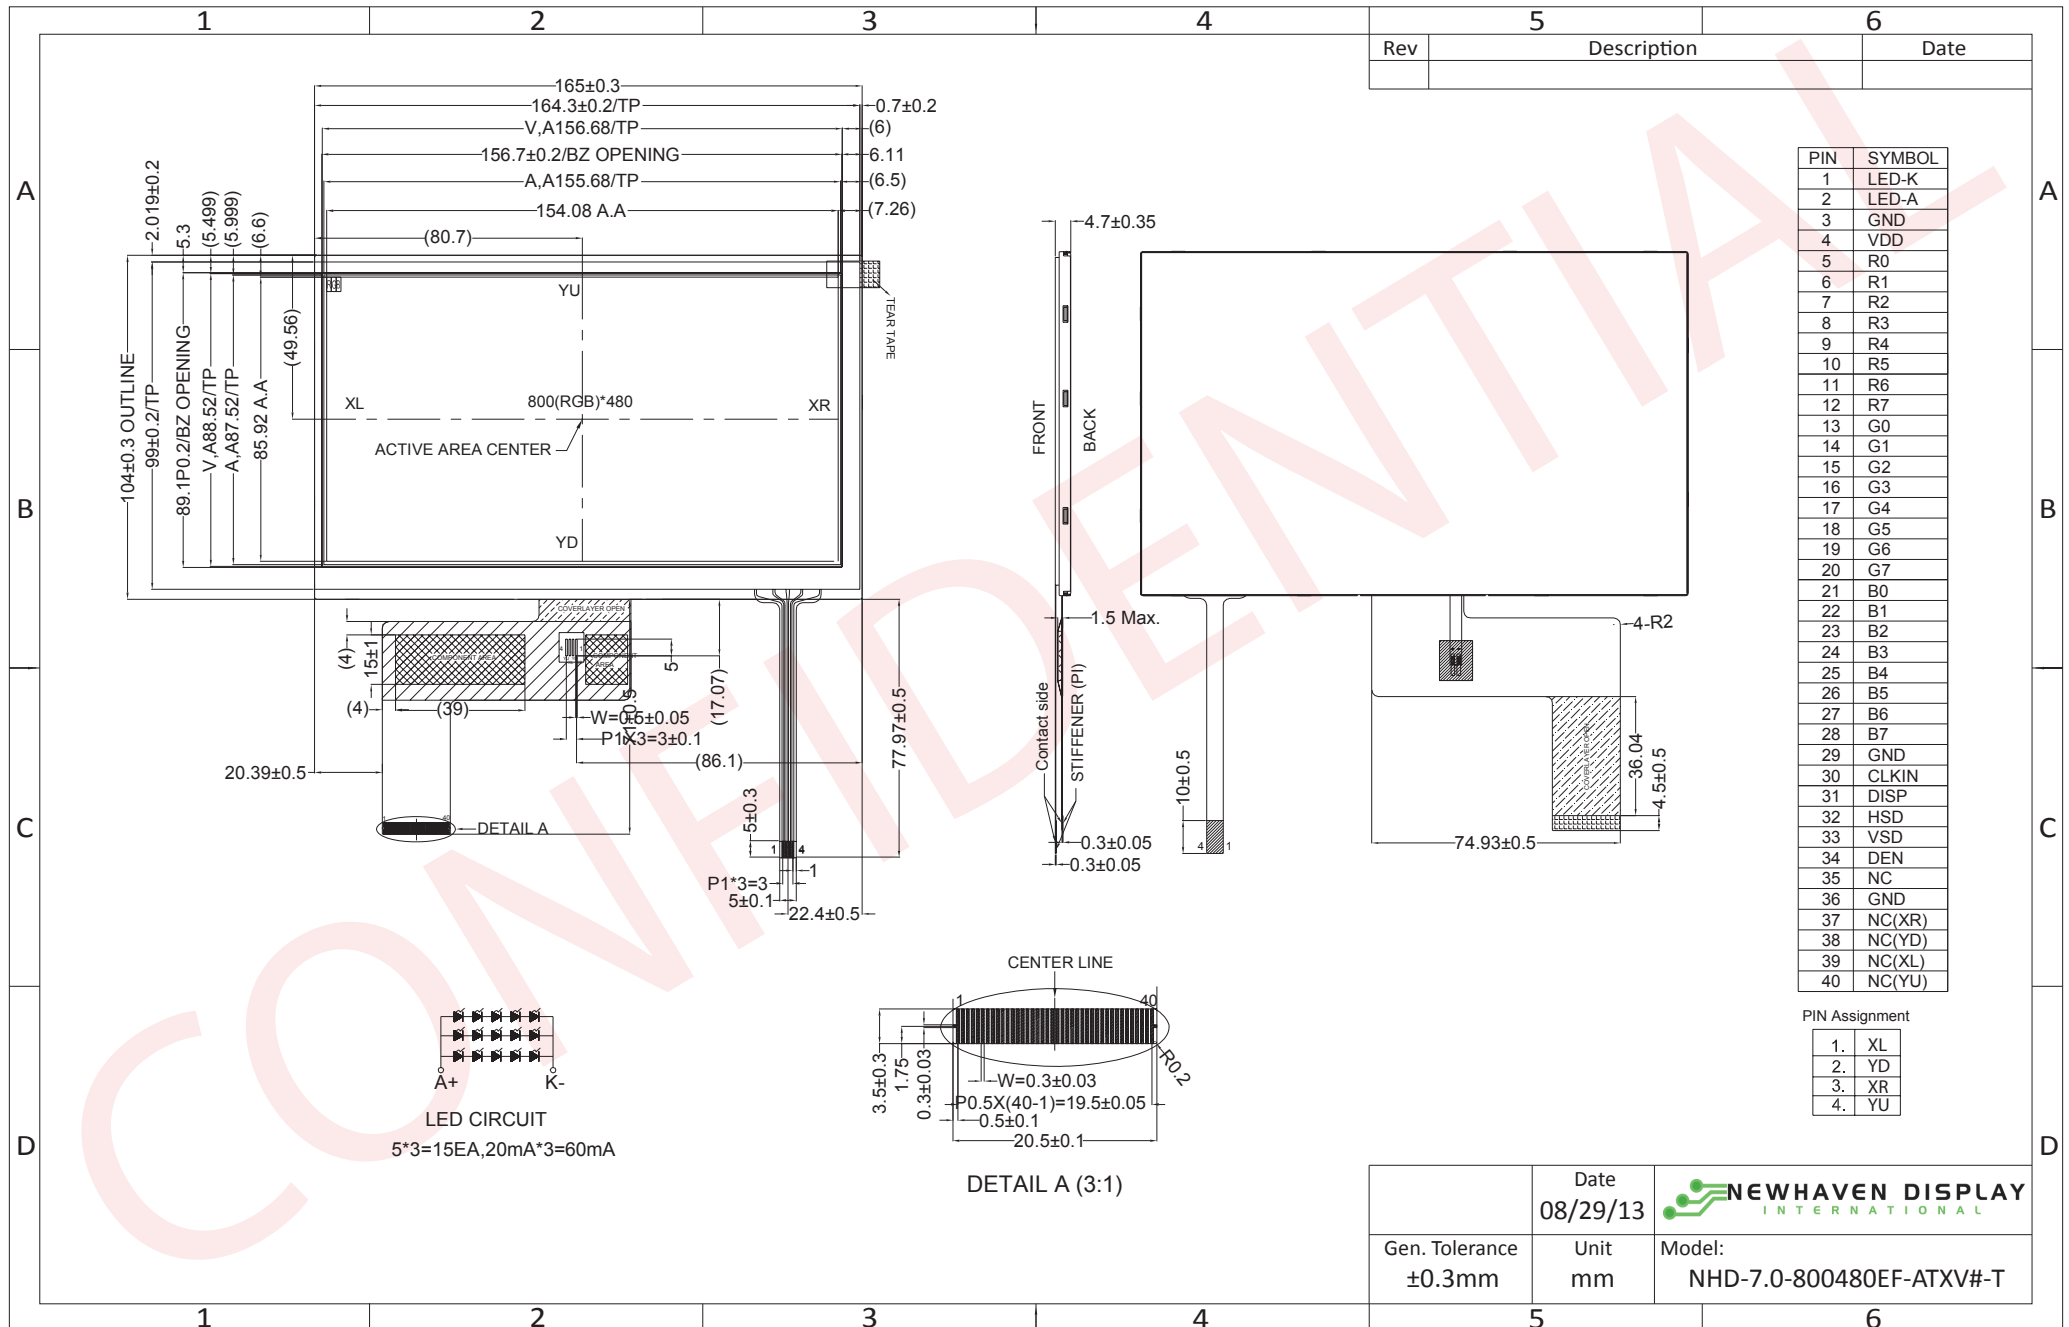 1 2 3 4 5 6
Rev Description Date
A
B
C
D
165±0.3
164.3±0.2/TP
0.7±0.2
V,A156.68/TP
(6)
156.7±0.2/BZ OPENING
6.11
A,A155.68/TP
(6.5)
154.08 A.A
(7.26)
(80.7)
2.019±0.2
5.3
(5.499)
(5.999)
(6.6)
104±0.3 OUTLINE
99±0.2/TP
89.1P0.2/BZ OPENING
V,A88.52/TP
A,A87.52/TP
85.92 A.A
(49.56)
YU
XL
800(RGB)*480
XR
ACTIVE AREA CENTER
YD
TEAR TAPE
COVERLAYER OPEN
COMPONENT AREA
COMPONENT
AREA
4 1
(4)
15±1
(4)
(39)
5
W=0.5±0.05
P1X3=3±0.1
(17.07)
(86.1)
77.97±0.5
20.39±0.5
1 40
DETAIL A
5±0.3
1 4
1
P1*3=3
5±0.1
22.4±0.5
4.7±0.35
FRONT
BACK
1.5 Max.
Contact side
STIFFENER (PI)
0.3±0.05
0.3±0.05
10±0.5
4 1
4-R2
COVERLAYER OPEN
36.04
4.5±0.5
74.93±0.5
CENTER LINE
1 40
3.5±0.3
1.75
0.3±0.03
R0.2
W=0.3±0.03
P0.5X(40-1)=19.5±0.05
0.5±0.1
20.5±0.1
DETAIL A (3:1)
A+ K-
LED CIRCUIT
5*3=15EA,20mA*3=60mA
PIN SYMBOL
1 LED-K
2 LED-A
3 GND
4 VDD
5 R0
6 R1
7 R2
8 R3
9 R4
10 R5
11 R6
12 R7
13 G0
14 G1
15 G2
16 G3
17 G4
18 G5
19 G6
20 G7
21 B0
22 B1
23 B2
24 B3
25 B4
26 B5
27 B6
28 B7
29 GND
30 CLKIN
31 DISP
32 HSD
33 VSD
34 DEN
35 NC
36 GND
37 NC(XR)
38 NC(YD)
39 NC(XL)
40 NC(YU)
PIN Assignment
1. XL
2. YD
3. XR
4. YU
Date
08/29/13
NEWHAVEN DISPLAY
INTERNATIONAL
Gen. Tolerance
±0.3mm
Unit
mm
Model:
NHD-7.0-800480EF-ATXV#-T
A
B
C
D
1 2 3 4 5 6
CONFIDENTIAL